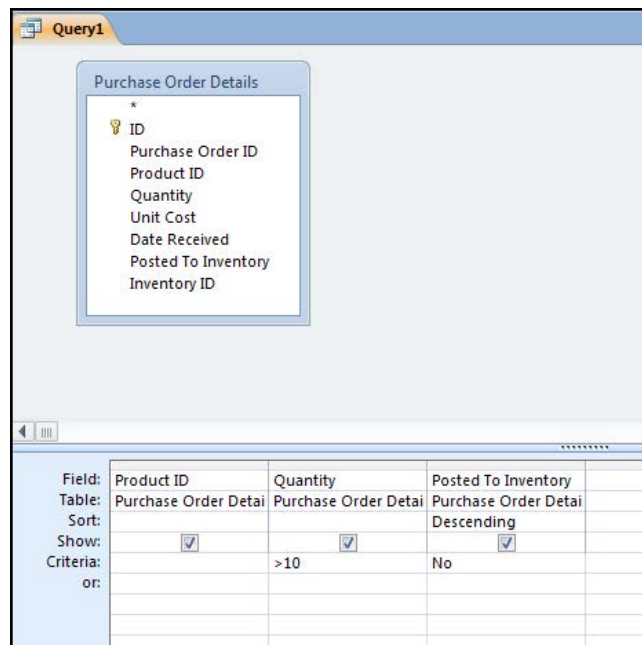 Query1
Purchase Order Details
*
ID
Purchase Order ID
Product ID
Quantity
Unit Cost
Date Received
Posted To Inventory
Inventory ID
Field: Product ID Quantity Posted To Inventory
Table: Purchase Order Detai Purchase Order Detai Purchase Order Detai
Sort: Descending
Show:
Criteria: >10 No
or: